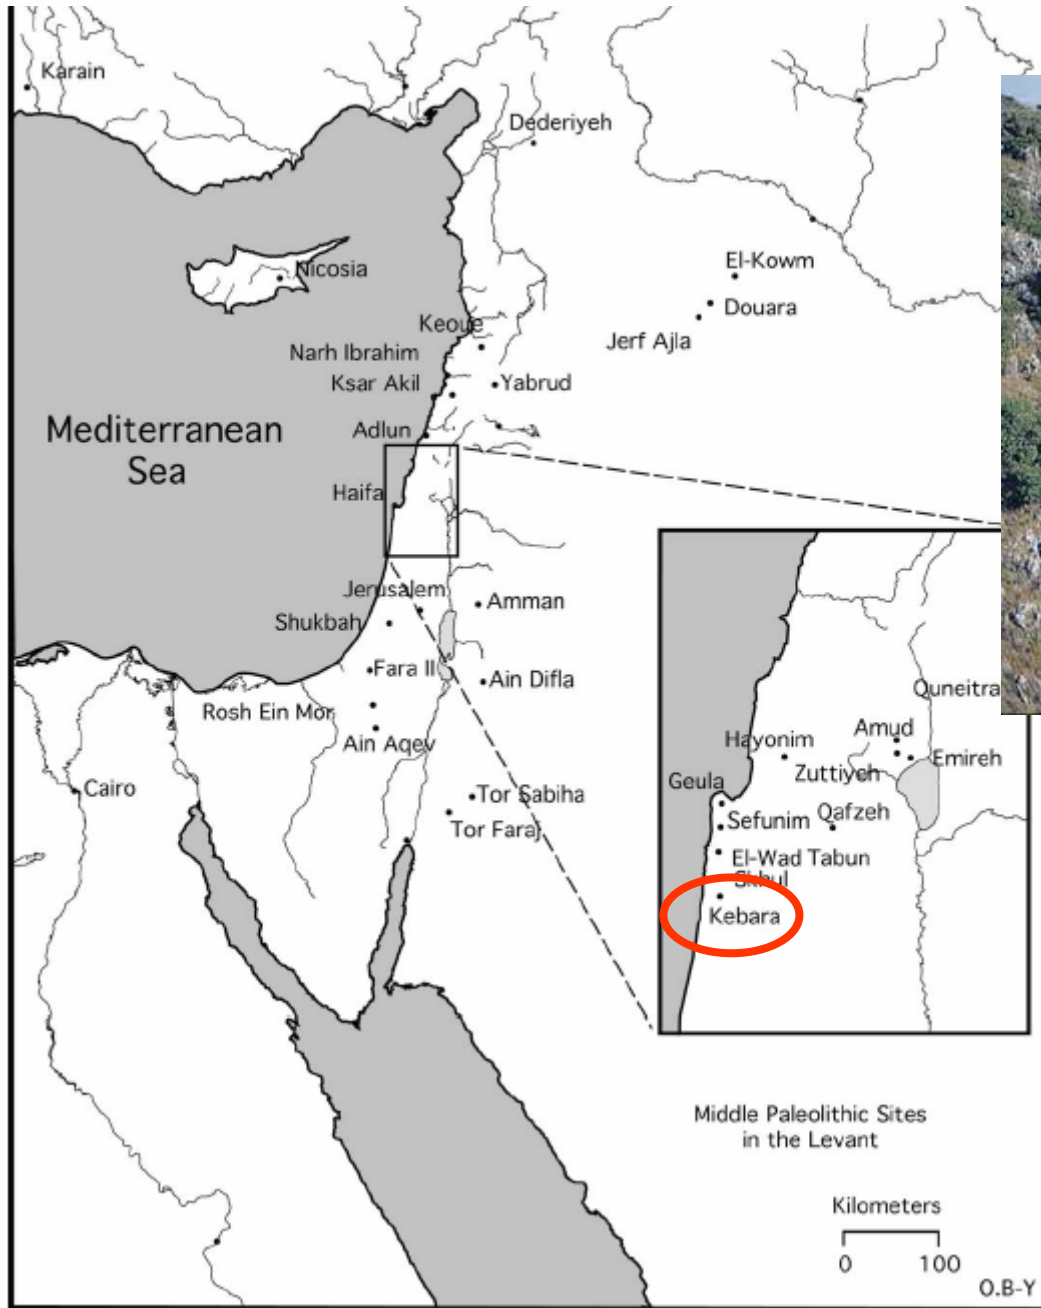 Karain
Dederiyeh
El-Kowm
Nicosia
Douara
Keoue
Jerf Ajla
Narh Ibrahim
Ksar Akil
Yabrud
Mediterranean
Sea
Adlun
Haifa
Jerusalem
Amman
Shukbah
Fara II
Ain Difla
Rosh Ein Mor
Ain Aqev
Cairo
Tor Sabiha
Tor Faraj
Quneitra
Amud
Hayonim
Emireh
Zuttiyeh
Geula
Qafzeh
Sefunim
El-Wad Tabun
Skhul
Kebara
Middle Paleolithic Sites
in the Levant
Kilometers
0 100
O.B-Y